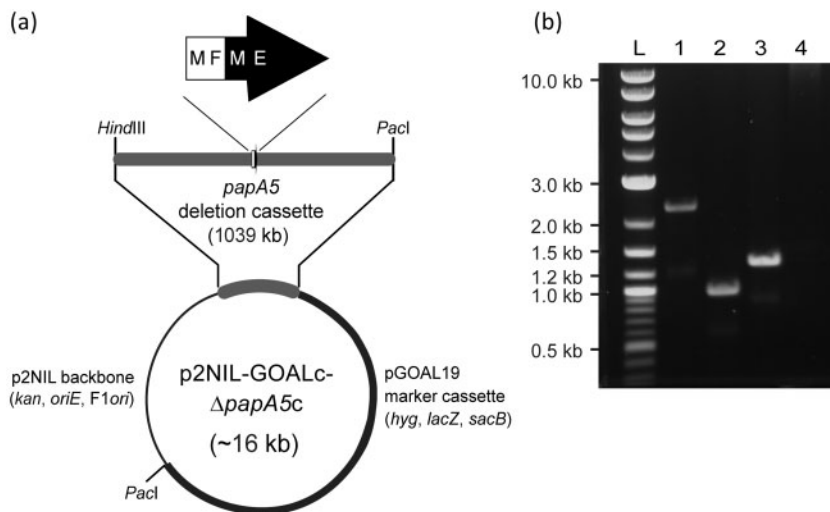 (a)
M F M E
HindIII
PacI
papA5
deletion cassette
(1039 kb)
p2NIL backbone
(kan, oriE, F1ori)
p2NIL-GOALc-
ΔpapA5c
(~16 kb)
pGOAL19
marker cassette
(hyg, lacZ, sacB)
PacI
(b)
L 1 2 3 4
10.0 kb
3.0 kb
2.0 kb
1.5 kb
1.2 kb
1.0 kb
0.5 kb